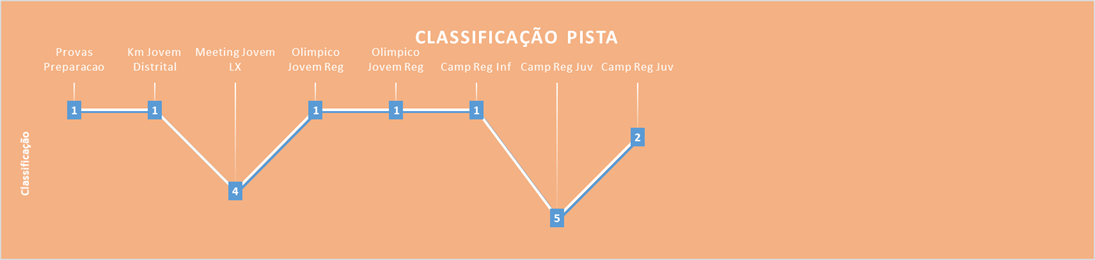 CLASSIFICAÇÃO PISTA
Provas
Preparacao
Km Jovem
Distrital
Meeting Jovem
LX
Olimpico
Jovem Reg
Olimpico
Jovem Reg
Camp Reg Inf
Camp Reg Juv
Camp Reg Juv
1
1
4
1
1
1
5
2
Classificação